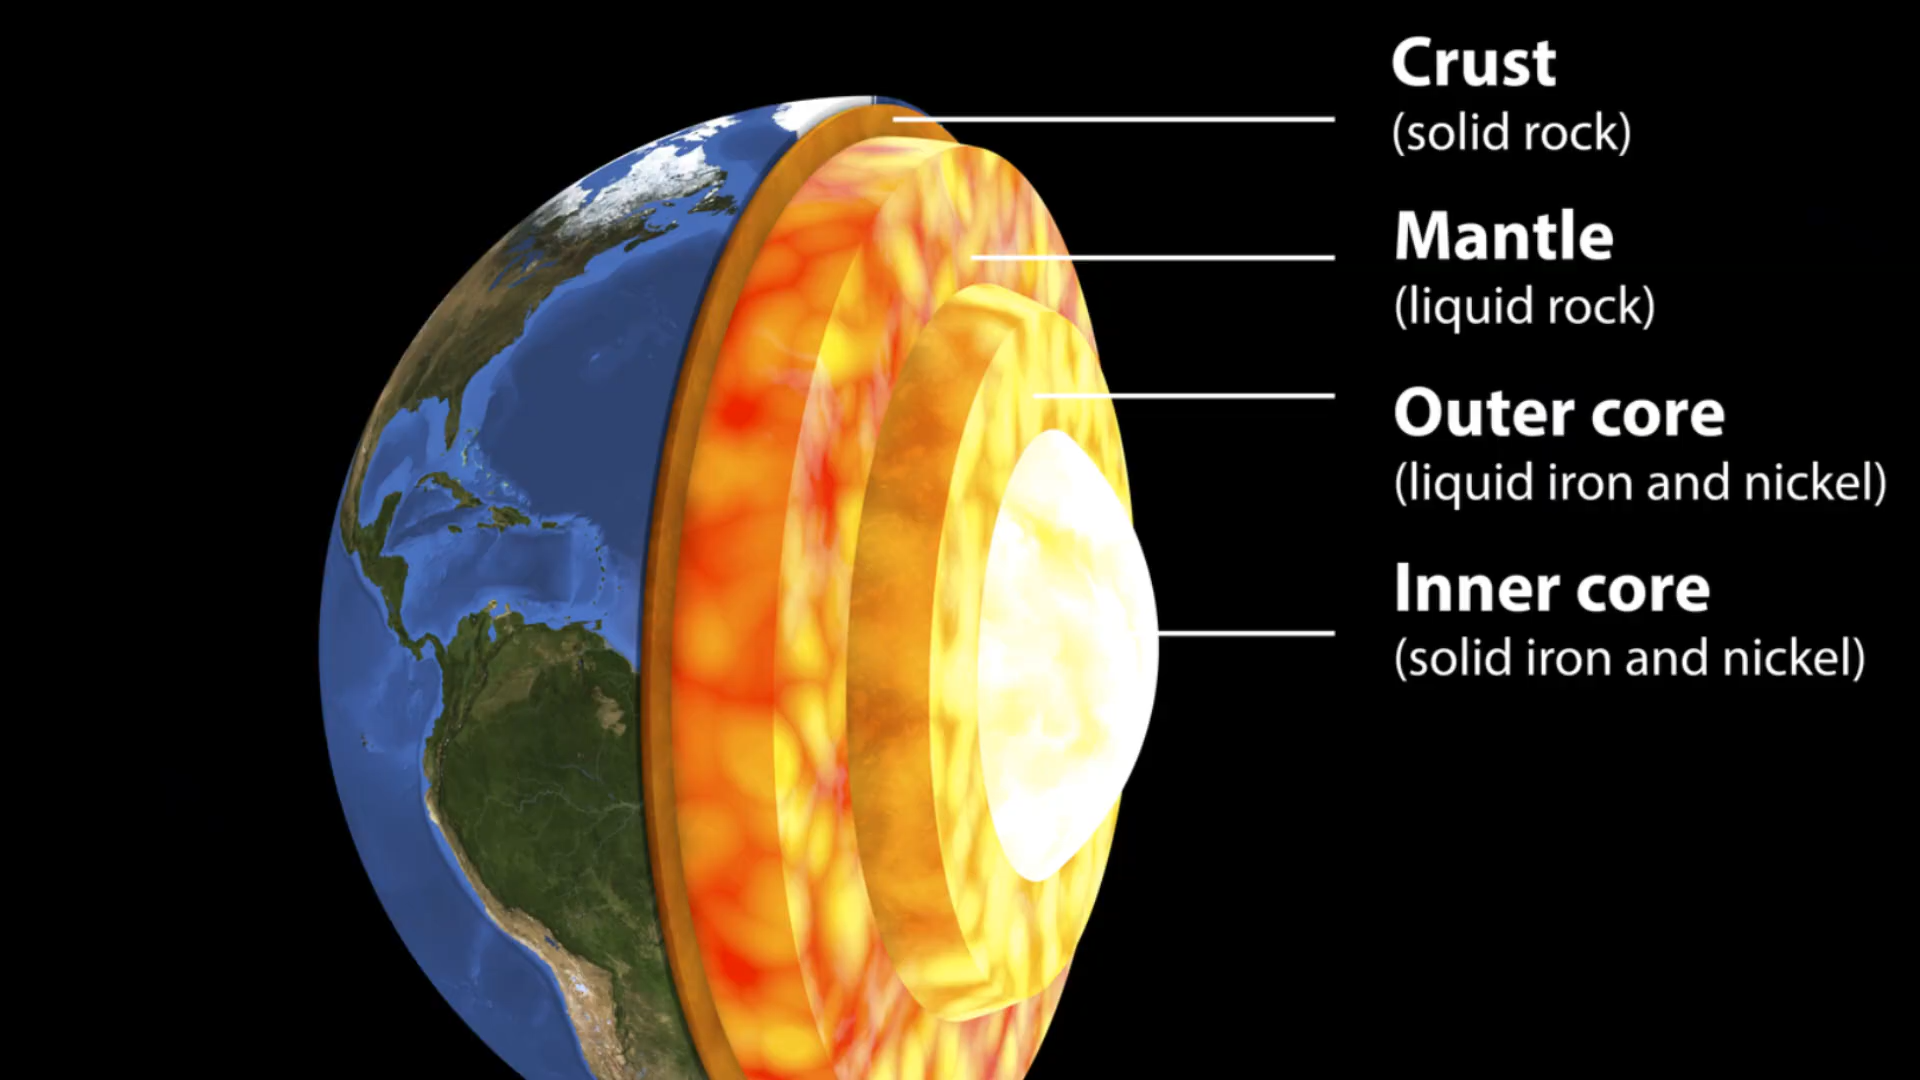 Crust
(solid rock)
Mantle
(liquid rock)
Outer core
(liquid iron and nickel)
Inner core
(solid iron and nickel)